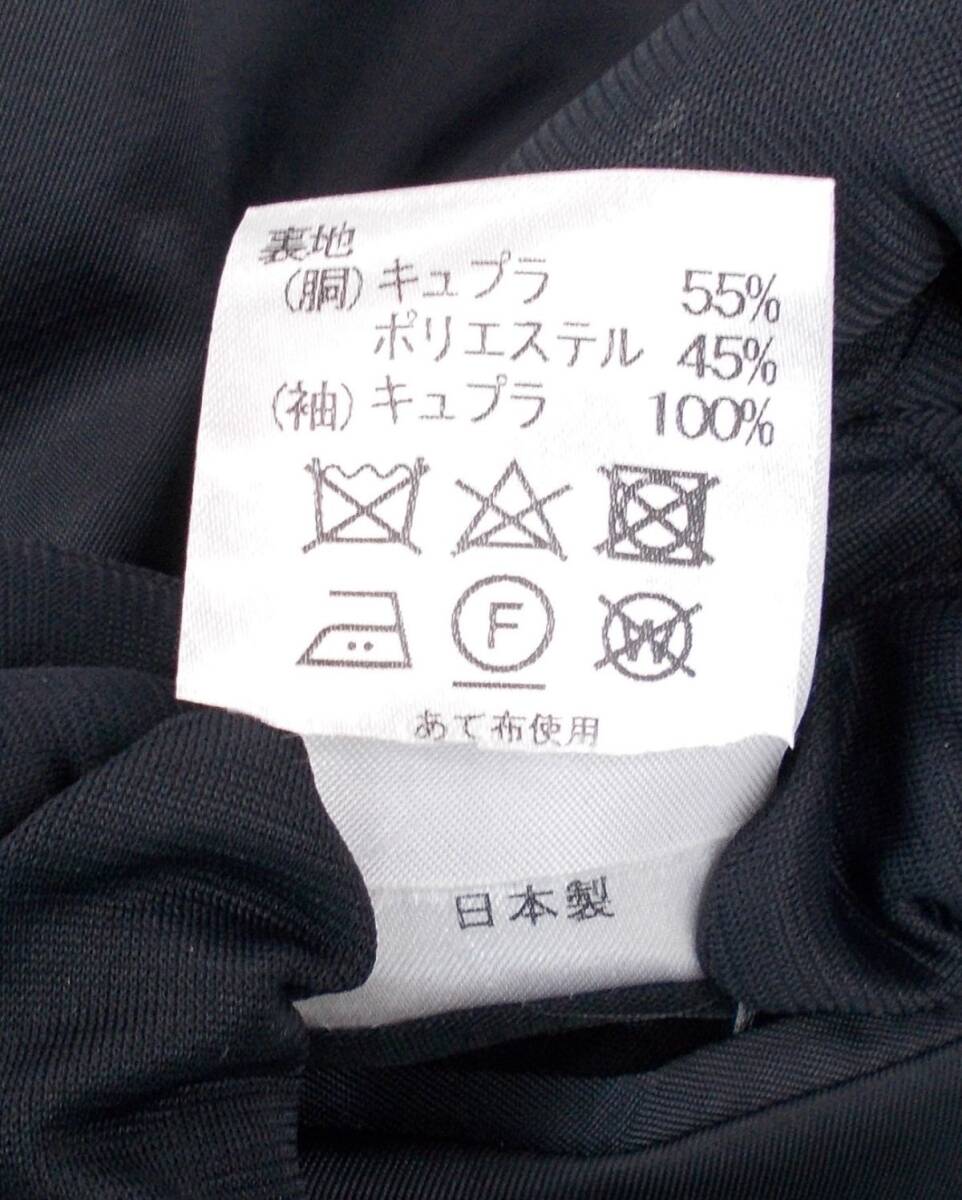 裏地
(胴) キュプラ 55%
ポリエステル 45%
(袖) キュプラ 100%
F W
あて布使用
日本製